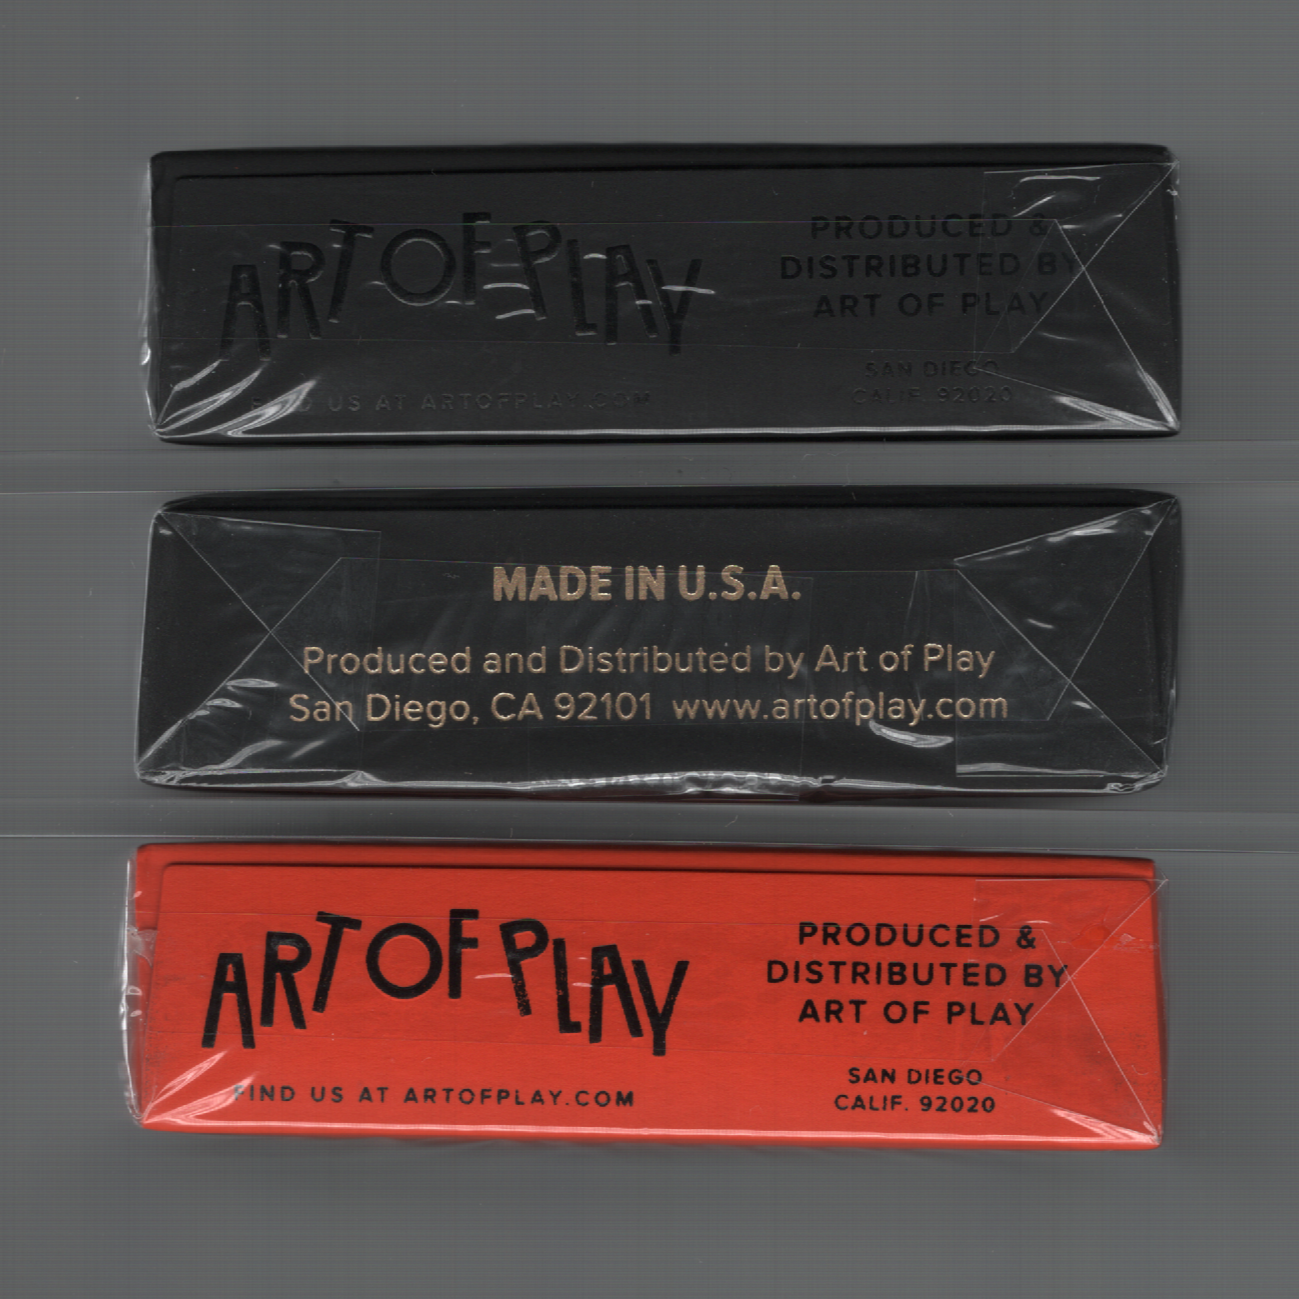 ART OF PLAY
FIND US AT ARTOFPLAY.COM
PRODUCED &
DISTRIBUTED BY
ART OF PLAY
SAN DIEGO
CALIF. 92020
MADE IN U.S.A.
Produced and Distributed by Art of Play
San Diego, CA 92101 www.artofplay.com
ART OF PLAY
FIND US AT ARTOFPLAY.COM
PRODUCED &
DISTRIBUTED BY
ART OF PLAY
SAN DIEGO
CALIF. 92020